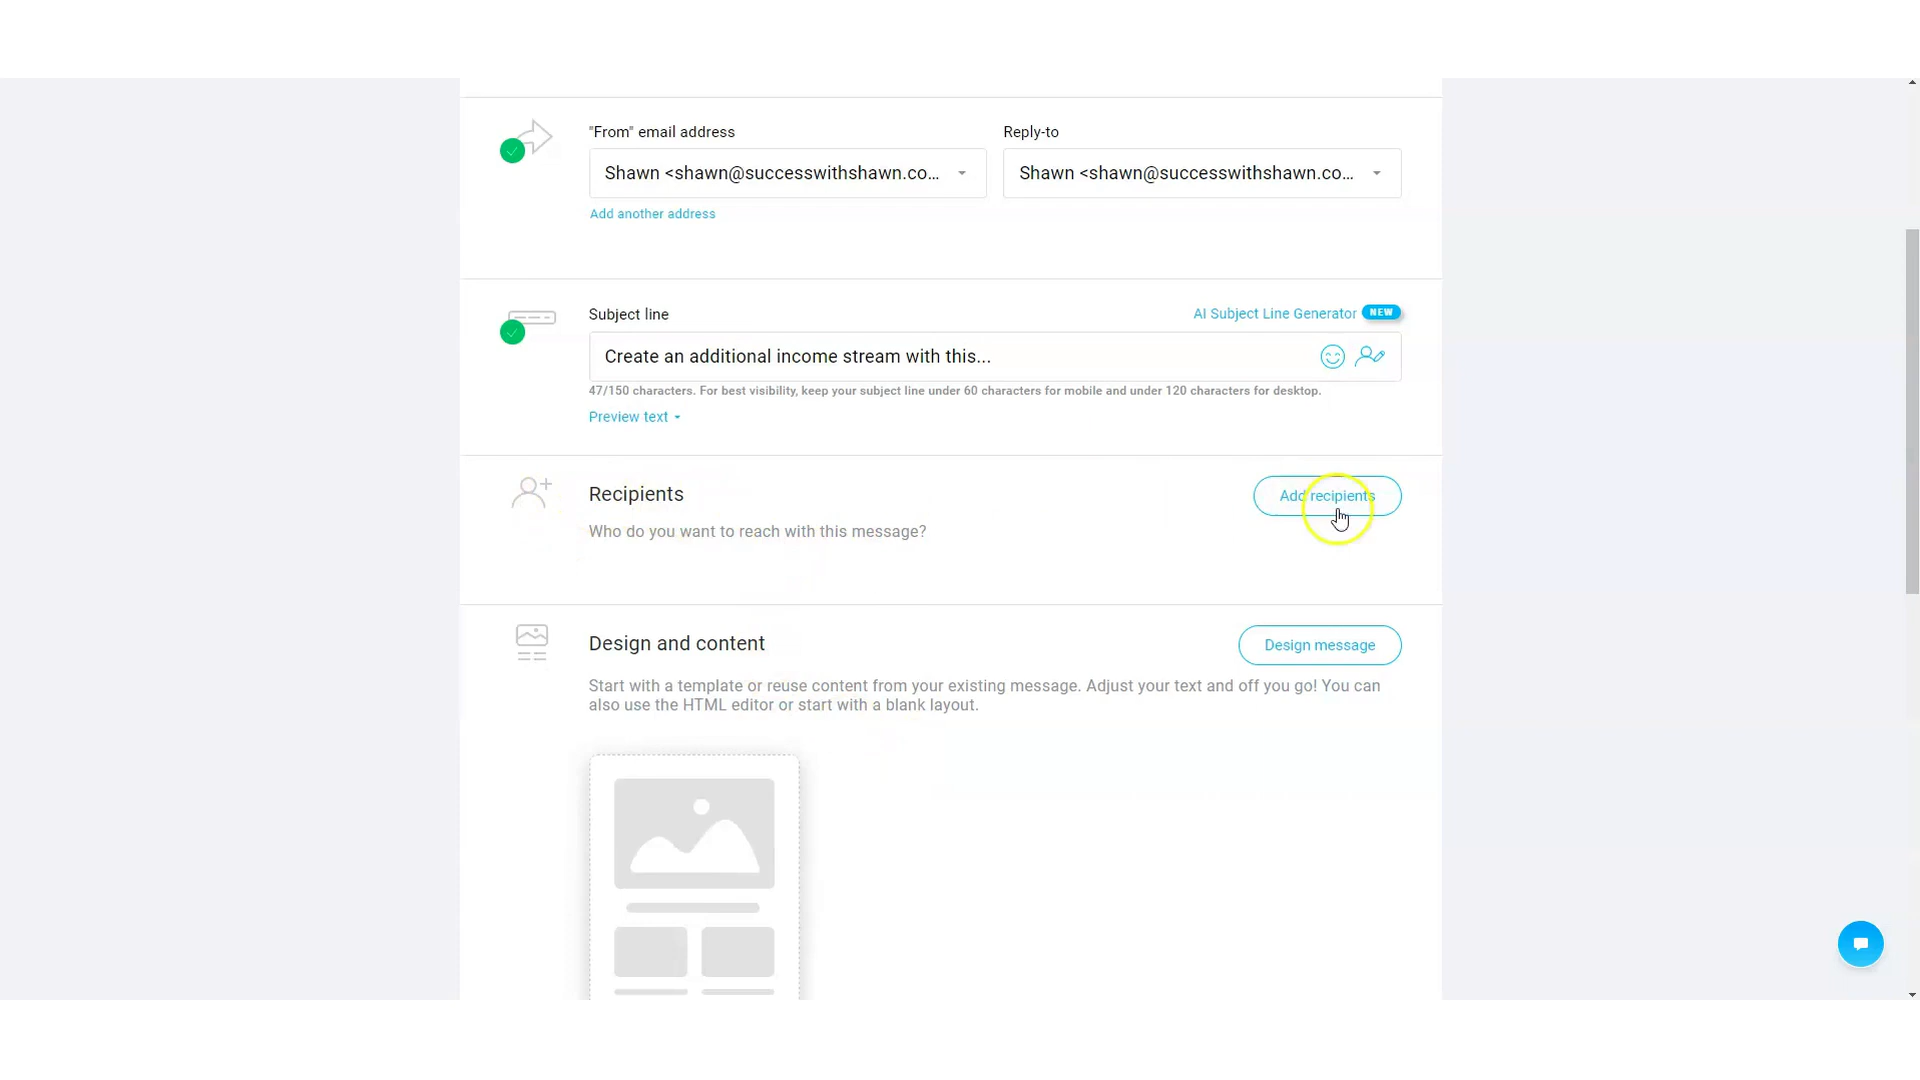 "From" email address
Reply-to
Shawn <shawn@successwithshawn.co...
Shawn <shawn@successwithshawn.co...
Add another address
Subject line
AI Subject Line Generator NEW
Create an additional income stream with this...
47/150 characters. For best visibility, keep your subject line under 60 characters for mobile and under 120 characters for desktop.
Preview text
Recipients
Add recipients
Who do you want to reach with this message?
Design and content
Design message
Start with a template or reuse content from your existing message. Adjust your text and off you go! You can
also use the HTML editor or start with a blank layout.